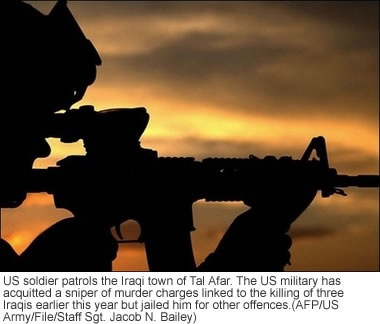 US soldier patrols the Iraqi town of Tal Afar. The US military has
acquitted a sniper of murder charges linked to the killing of three
Iraqis earlier this year but jailed him for other offences.(AFP/US
Army/File/Staff Sgt. Jacob N. Bailey)